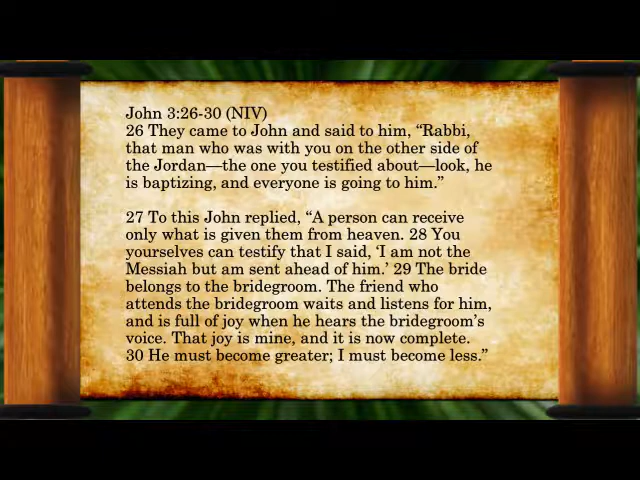 John 3:26-30 (NIV)
26 They came to John and said to him, “Rabbi,
that man who was with you on the other side of
the Jordan—the one you testified about—look, he
is baptizing, and everyone is going to him.”
27 To this John replied, “A person can receive
only what is given them from heaven. 28 You
yourselves can testify that I said, ‘I am not the
Messiah but am sent ahead of him.’ 29 The bride
belongs to the bridegroom. The friend who
attends the bridegroom waits and listens for him,
and is full of joy when he hears the bridegroom’s
voice. That joy is mine, and it is now complete.
30 He must become greater; I must become less.”